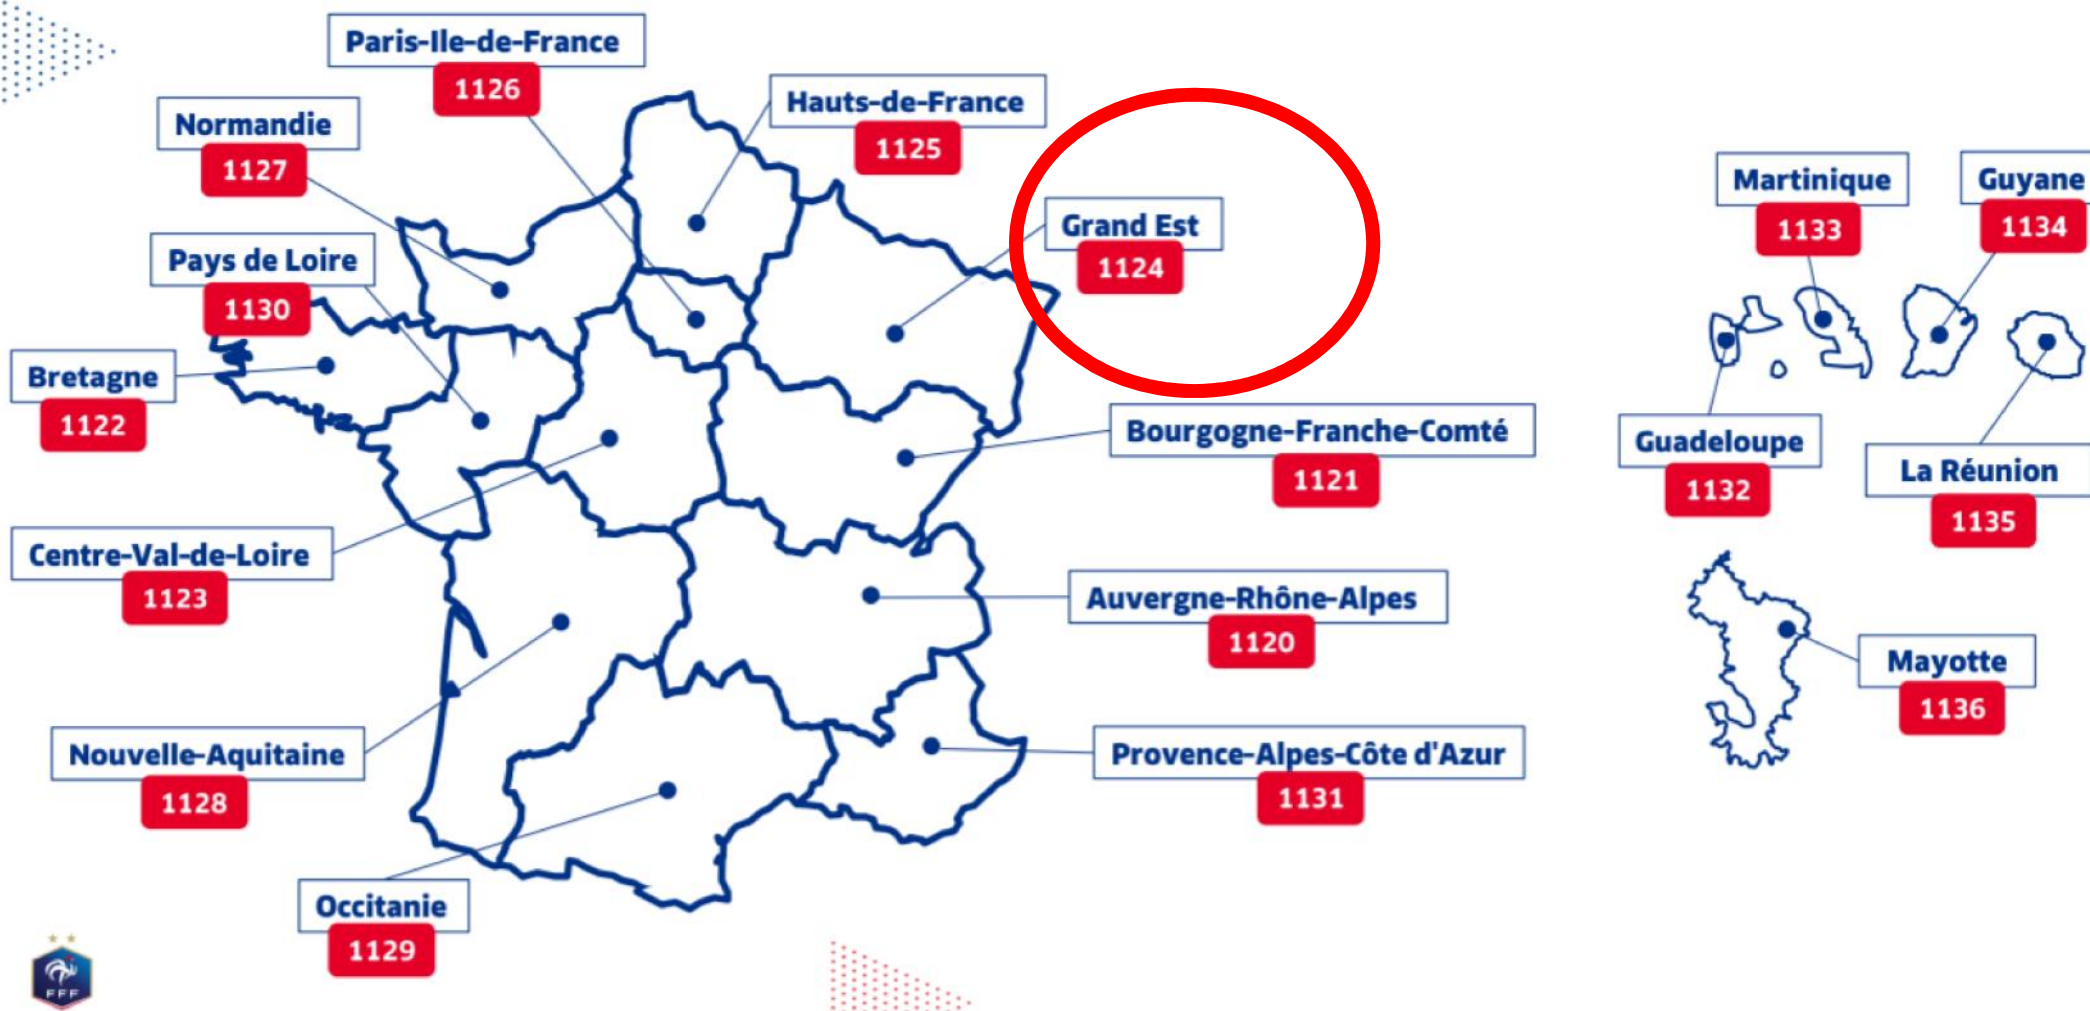 Paris-Ile-de-France
1126
Hauts-de-France
1125
Normandie
1127
Grand Est
1124
Martinique
1133
Guyane
1134
Pays de Loire
1130
Bretagne
1122
Bourgogne-Franche-Comté
1121
Guadeloupe
1132
La Réunion
1135
Centre-Val-de-Loire
1123
Auvergne-Rhône-Alpes
1120
Mayotte
1136
Nouvelle-Aquitaine
1128
Provence-Alpes-Côte d'Azur
1131
Occitanie
1129
FFF